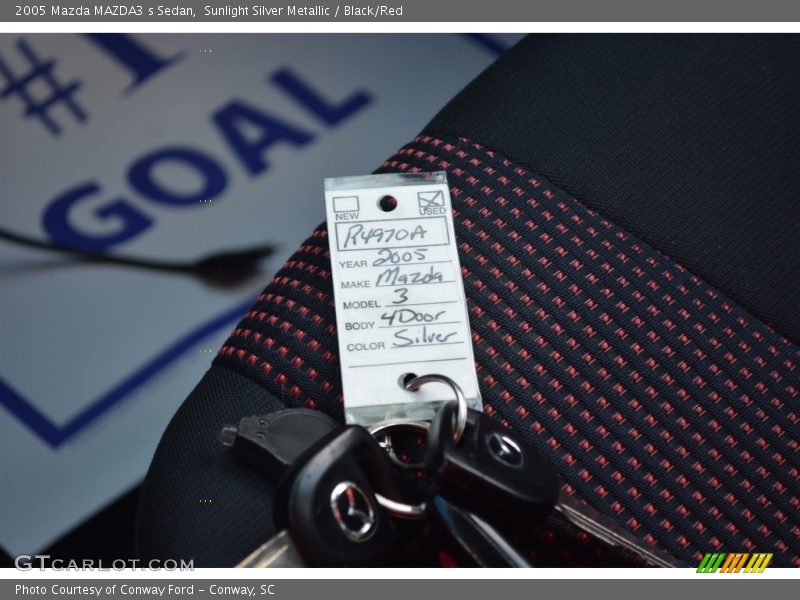 2005 Mazda MAZDA3 s Sedan,  Sunlight Silver Metallic / Black/Red
#1
GOAL
NEW
USED
R4970A
YEAR 2005
MAKE Mazda
MODEL 3
BODY 4Door
COLOR Silver
GTCARLOT.COM
Photo Courtesy of Conway Ford - Conway, SC